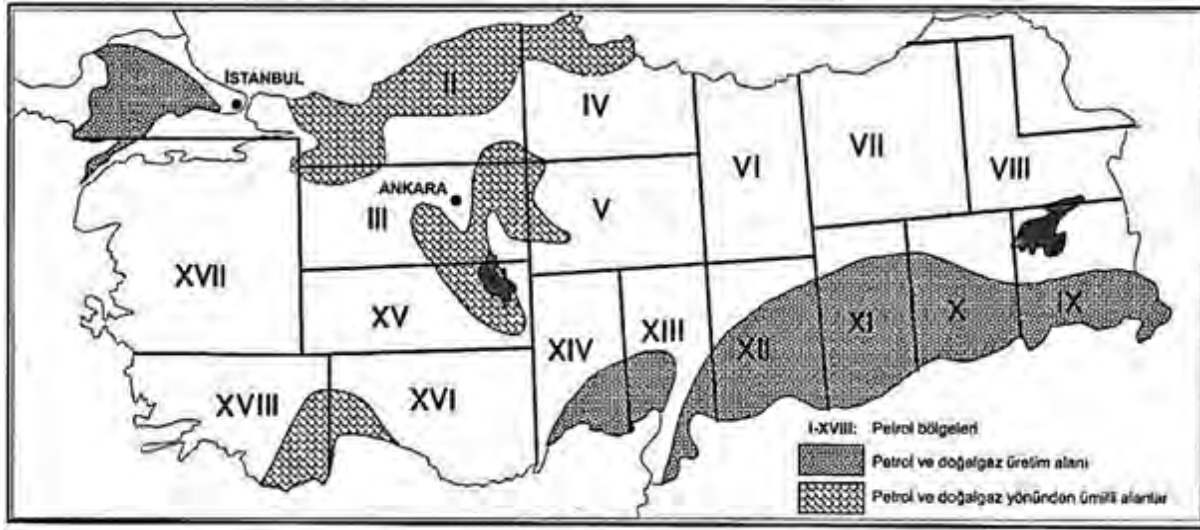 İSTANBUL
II
IV
VI
VII
VIII
ANKARA
III
V
XVII
XV
XIV
XIII
XII
XI
X
IX
XVIII
XVI
I-XVIII: Petrol bölgeleri
Petrol ve doğalgaz üretim alanı
Petrol ve doğalgaz yönünden ümitli alanlar